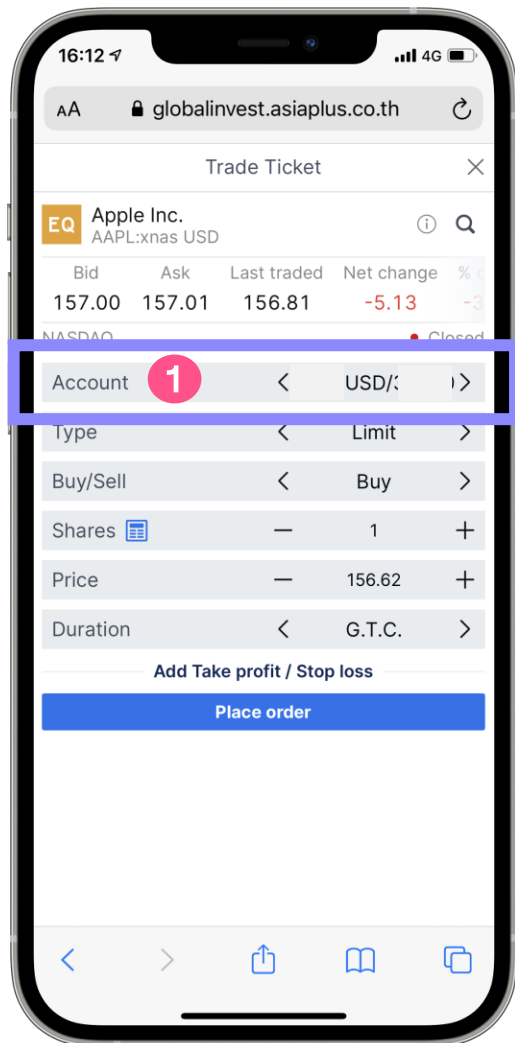 16:12 4G
AA globalinvest.asiaplus.co.th
Trade Ticket
EQ Apple Inc.
AAPL:xnas USD
Bid Ask Last traded Net change %
157.00 157.01 156.81 -5.13 -3
NASDAQ Closed
Account 1 USD/
Type Limit
Buy/Sell Buy
Shares 1
Price 156.62
Duration G.T.C.
Add Take profit / Stop loss
Place order